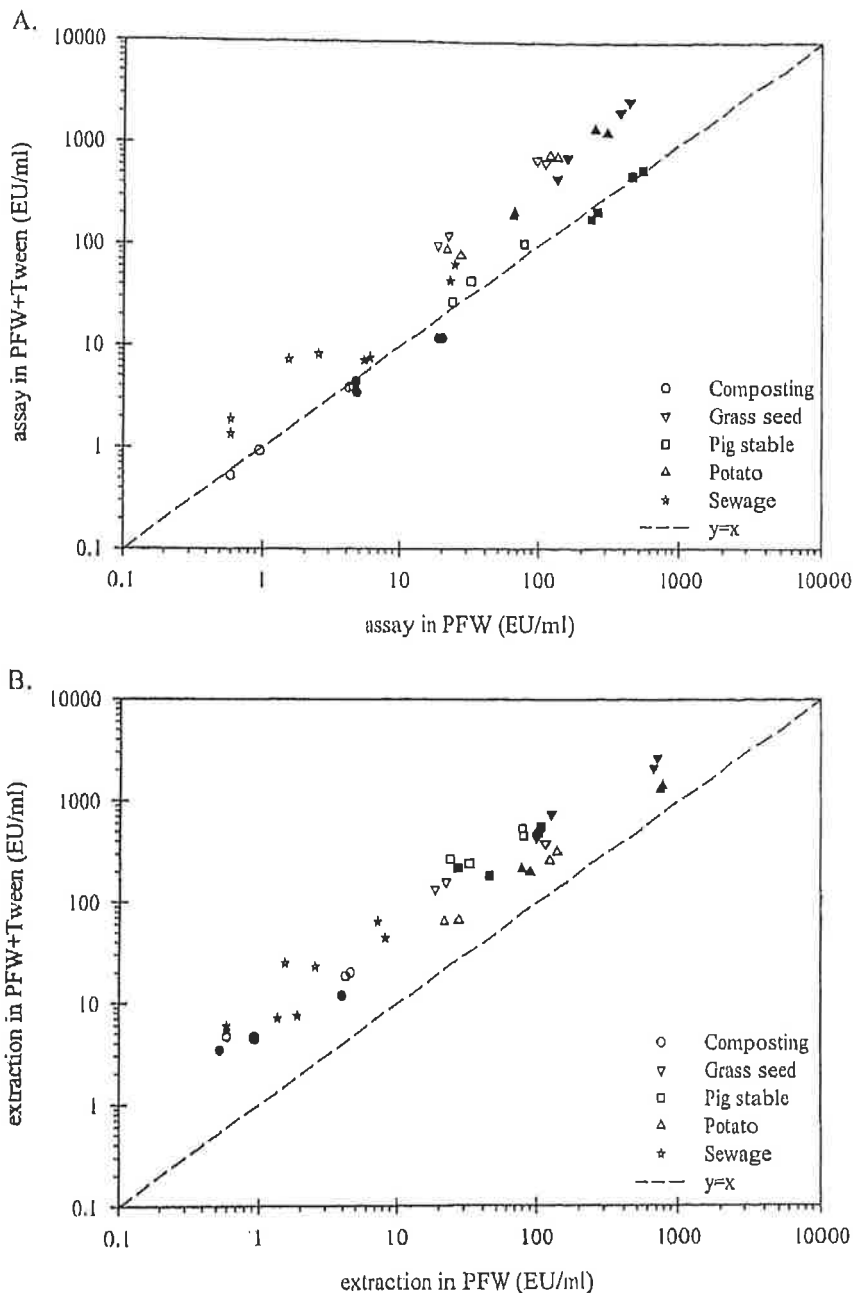 A.
10000
1000
100
10
1
0.1
assay in PFW+Tween (EU/ml)
Composting
Grass seed
Pig stable
Potato
Sewage
y=x
0.1 1 10 100 1000 10000
assay in PFW (EU/ml)
B.
10000
1000
100
10
1
0.1
extraction in PFW+Tween (EU/ml)
Composting
Grass seed
Pig stable
Potato
Sewage
y=x
0.1 1 10 100 1000 10000
extraction in PFW (EU/ml)